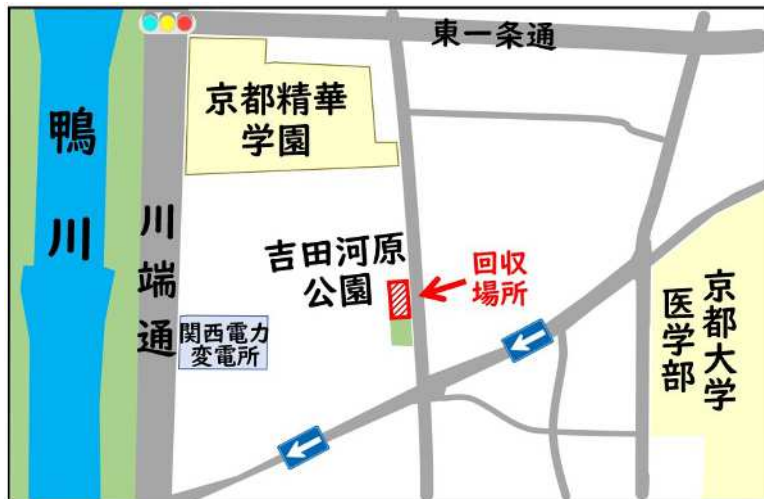 東一条通
京都精華
学園
鴨川
川端通
吉田河原
公園
回収
場所
関西電力
変電所
京都大学
医学部